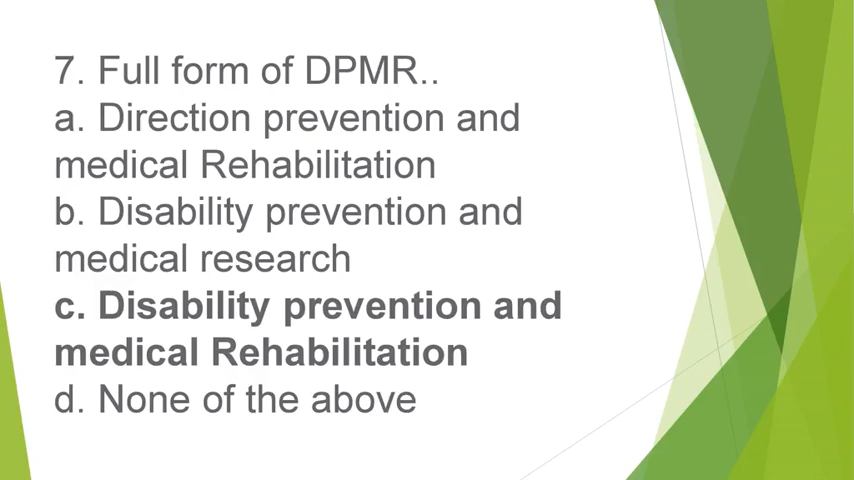 7. Full form of DPMR..
a. Direction prevention and
medical Rehabilitation
b. Disability prevention and
medical research
c. Disability prevention and
medical Rehabilitation
d. None of the above